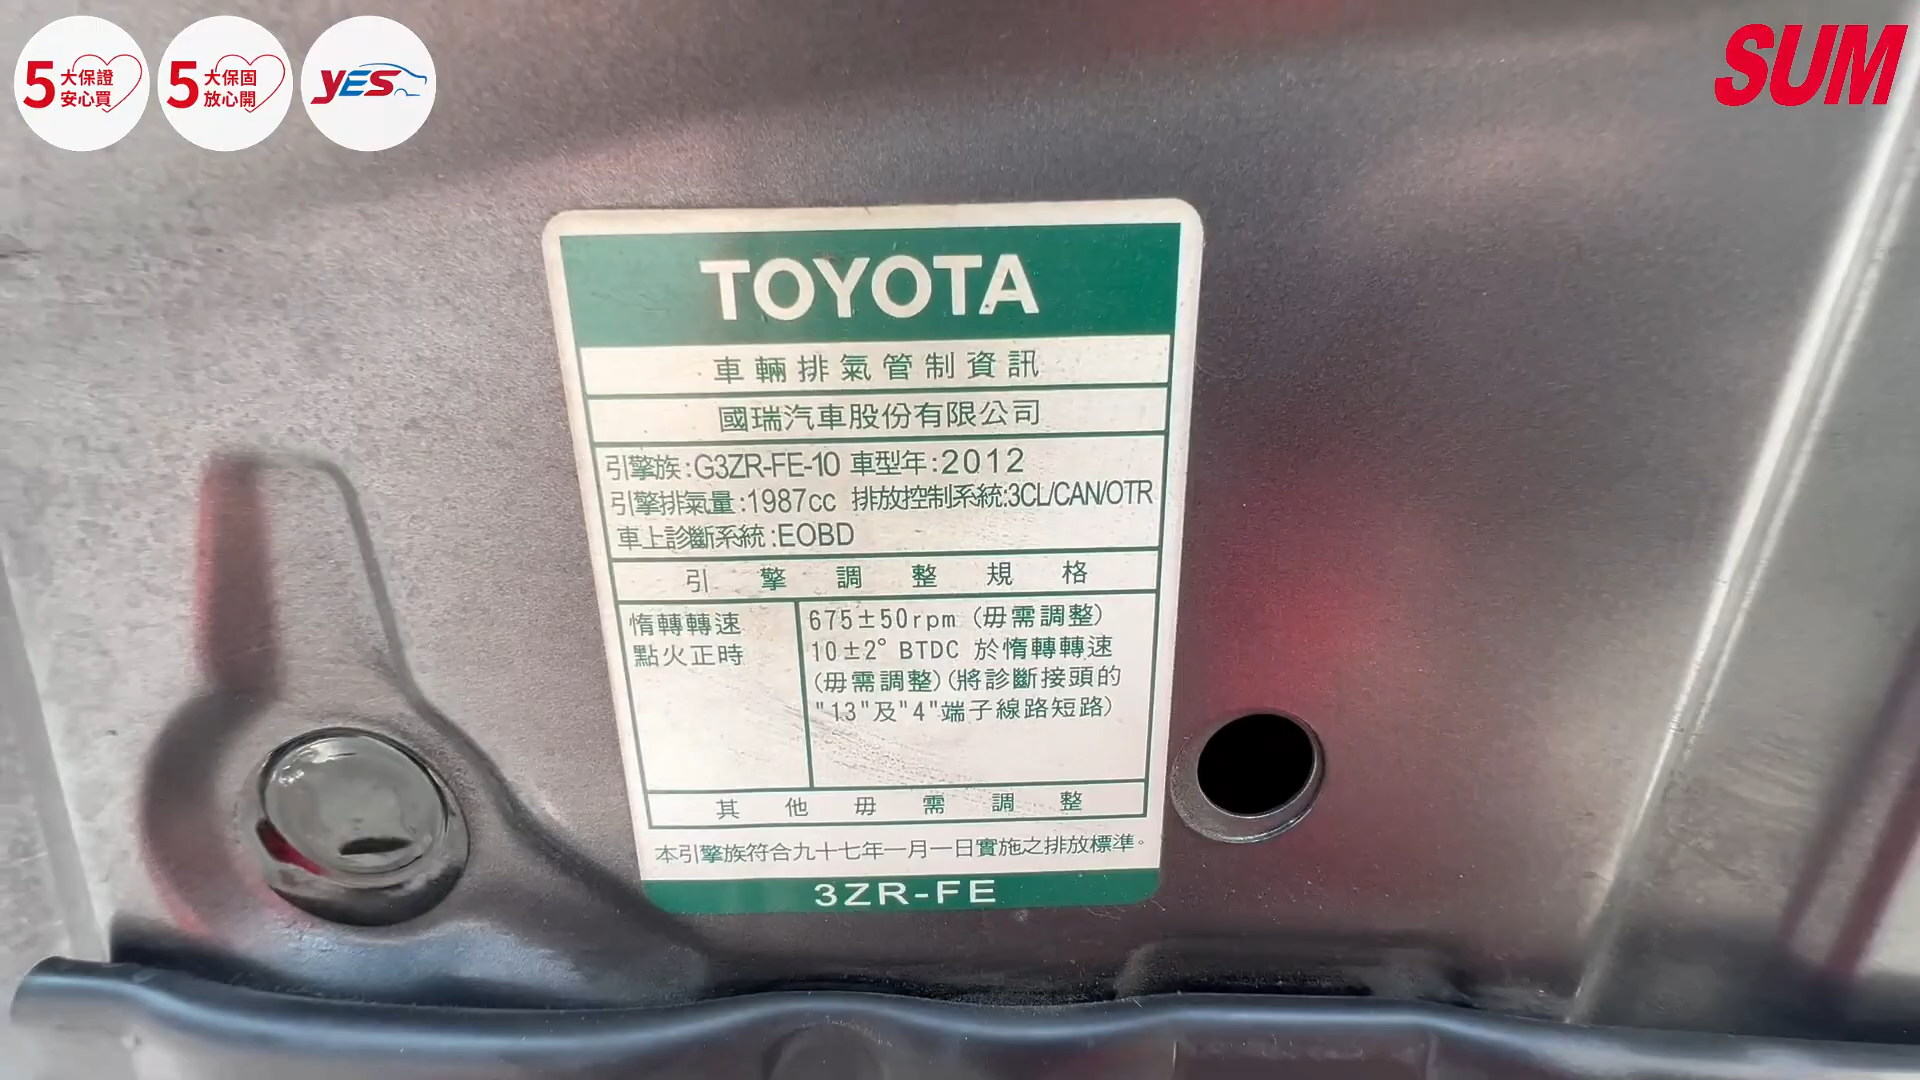 5大保證
安心買
5大保固
放心開
YES
SUM
TOYOTA
車輛排氣管制資訊
國瑞汽車股份有限公司
引擎族:G3ZR-FE-10 車型年:2012
引擎排氣量:1987cc 排放控制系統:3CL/CAN/OTR
車上診斷系統:EOBD
引擎調整規格
惰轉轉速 675±50rpm (毋需調整)
點火正時 10±2° BTDC 於惰轉轉速
(毋需調整)(將診斷接頭的
"13"及"4"端子線路短路)
其他毋需調整
本引擎族符合九十七年一月一日實施之排放標準。
3ZR-FE